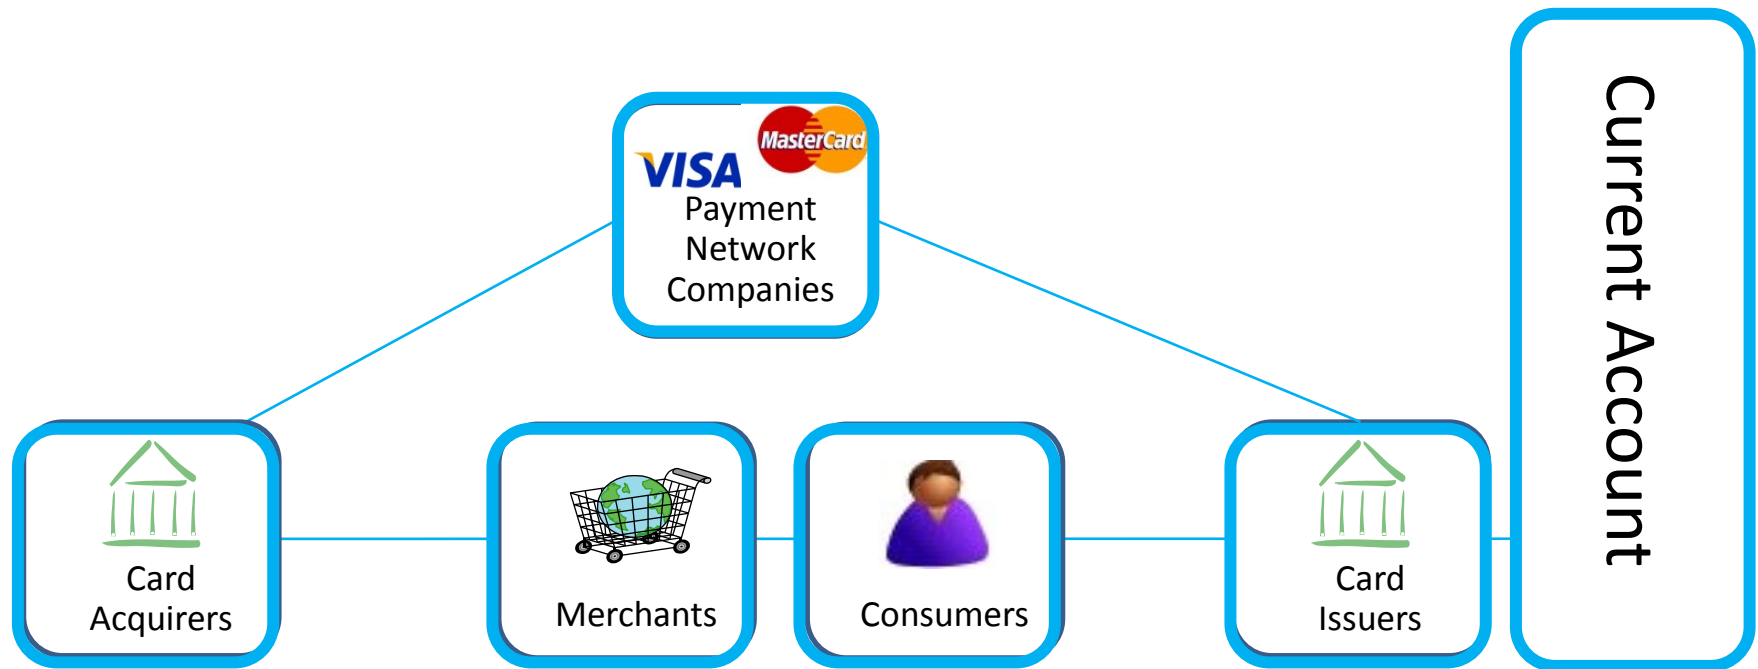 MasterCard
VISA
Payment
Network
Companies
Card
Acquirers
Merchants
Consumers
Card
Issuers
Current Account